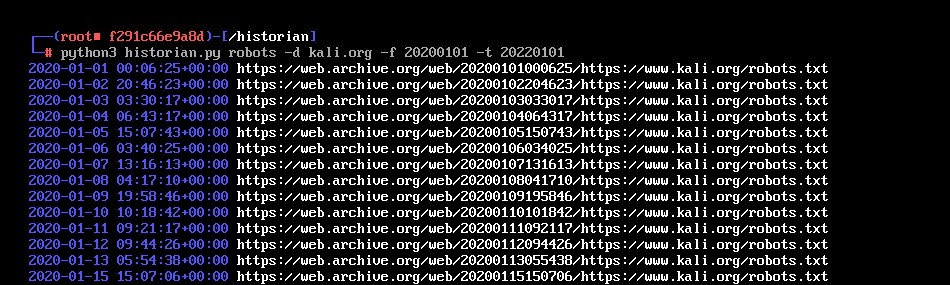 ┌──(root■ f291c66e9a8d)-[/historian]
└─# python3 historian.py robots -d kali.org -f 20200101 -t 20220101
2020-01-01 00:06:25+00:00 https://web.archive.org/web/20200101000625/https://www.kali.org/robots.txt
2020-01-02 20:46:23+00:00 https://web.archive.org/web/20200102204623/https://www.kali.org/robots.txt
2020-01-03 03:30:17+00:00 https://web.archive.org/web/20200103033017/https://www.kali.org/robots.txt
2020-01-04 06:43:17+00:00 https://web.archive.org/web/20200104064317/https://www.kali.org/robots.txt
2020-01-05 15:07:43+00:00 https://web.archive.org/web/20200105150743/https://www.kali.org/robots.txt
2020-01-06 03:40:25+00:00 https://web.archive.org/web/20200106034025/https://www.kali.org/robots.txt
2020-01-07 13:16:13+00:00 https://web.archive.org/web/20200107131613/https://www.kali.org/robots.txt
2020-01-08 04:17:10+00:00 https://web.archive.org/web/20200108041710/https://www.kali.org/robots.txt
2020-01-09 19:58:46+00:00 https://web.archive.org/web/20200109195846/https://www.kali.org/robots.txt
2020-01-10 10:18:42+00:00 https://web.archive.org/web/20200110101842/https://www.kali.org/robots.txt
2020-01-11 09:21:17+00:00 https://web.archive.org/web/20200111092117/https://www.kali.org/robots.txt
2020-01-12 09:44:26+00:00 https://web.archive.org/web/20200112094426/https://www.kali.org/robots.txt
2020-01-13 05:54:38+00:00 https://web.archive.org/web/20200113055438/https://www.kali.org/robots.txt
2020-01-15 15:07:06+00:00 https://web.archive.org/web/20200115150706/https://www.kali.org/robots.txt